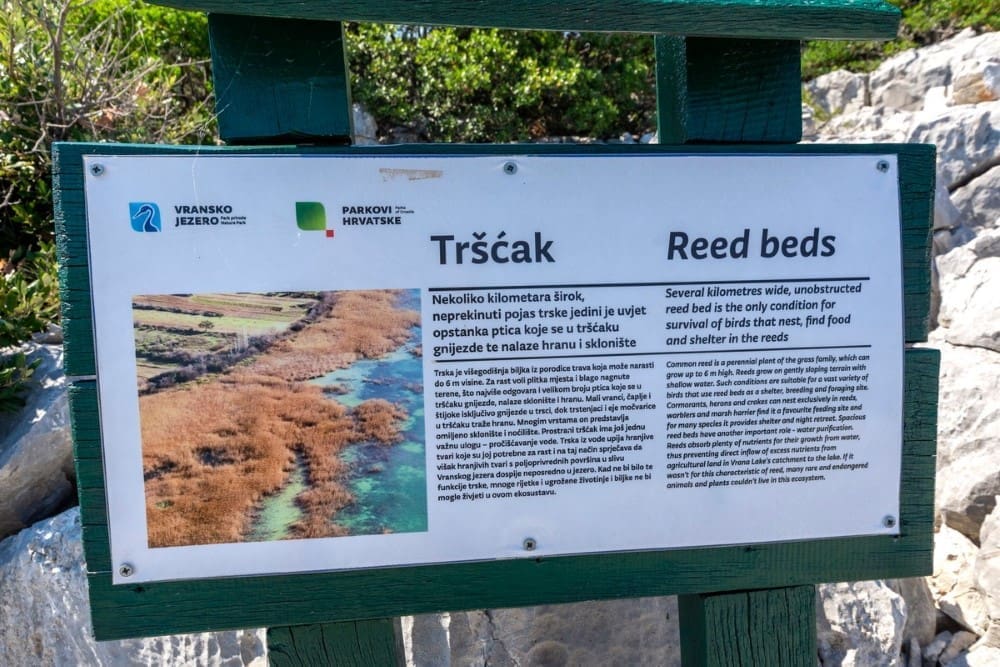 VRANSKO
JEZERO
Park prirode
Nature Park
PARKOVI
HRVATSKE
Parks
of Croatia
Tršćak
Nekoliko kilometara širok,
neprekinuti pojas trske jedini je uvjet
opstanka ptica koje se u tršćaku
gnijezde te nalaze hranu i sklonište
Trska je višegodišnja biljka iz porodice trava koja može narasti
do 6 m visine. Za rast voli plitka mjesta i blago nagnute
terene, što najviše odgovara i velikom broju ptica koje se u
tršćaku gnijezde, nalaze sklonište i hranu. Mali vranci, čaplje i
štijoke isključivo gnijezde u trsci, dok trstenjaci i eje močvarice
u tršćaku traže hranu. Mnogim vrstama on predstavlja
omiljeno sklonište i noćilište. Prostrani tršćak ima još jednu
važnu ulogu – pročišćavanje vode. Trska iz vode upija hranjive
tvari koje su joj potrebne za rast i na taj način sprječava da
višak hranjivih tvari s poljoprivrednih površina u slivu
Vranskog jezera dospije neposredno u jezero. Kad ne bi bilo te
funkcije trske, mnoge rijetke i ugrožene životinje i biljke ne bi
mogle živjeti u ovom ekosustavu.
Reed beds
Several kilometres wide, unobstructed
reed bed is the only condition for
survival of birds that nest, find food
and shelter in the reeds
Common reed is a perennial plant of the grass family, which can
grow up to 6 m high. Reeds grow on gently sloping terrain with
shallow water. Such conditions are suitable for a vast variety of
birds that use reed beds as a shelter, breeding and foraging site.
Cormorants, herons and crakes can nest exclusively in reeds,
warblers and marsh harrier find it a favourite feeding site and
for many species it provides shelter and night retreat. Spacious
reed beds have another important role - water purification.
Reeds absorb plenty of nutrients for their growth from water,
thus preventing direct inflow of excess nutrients from
agricultural land in Vrana Lake's catchment to the lake. If it
wasn't for this characteristic of reed, many rare and endangered
animals and plants couldn't live in this ecosystem.